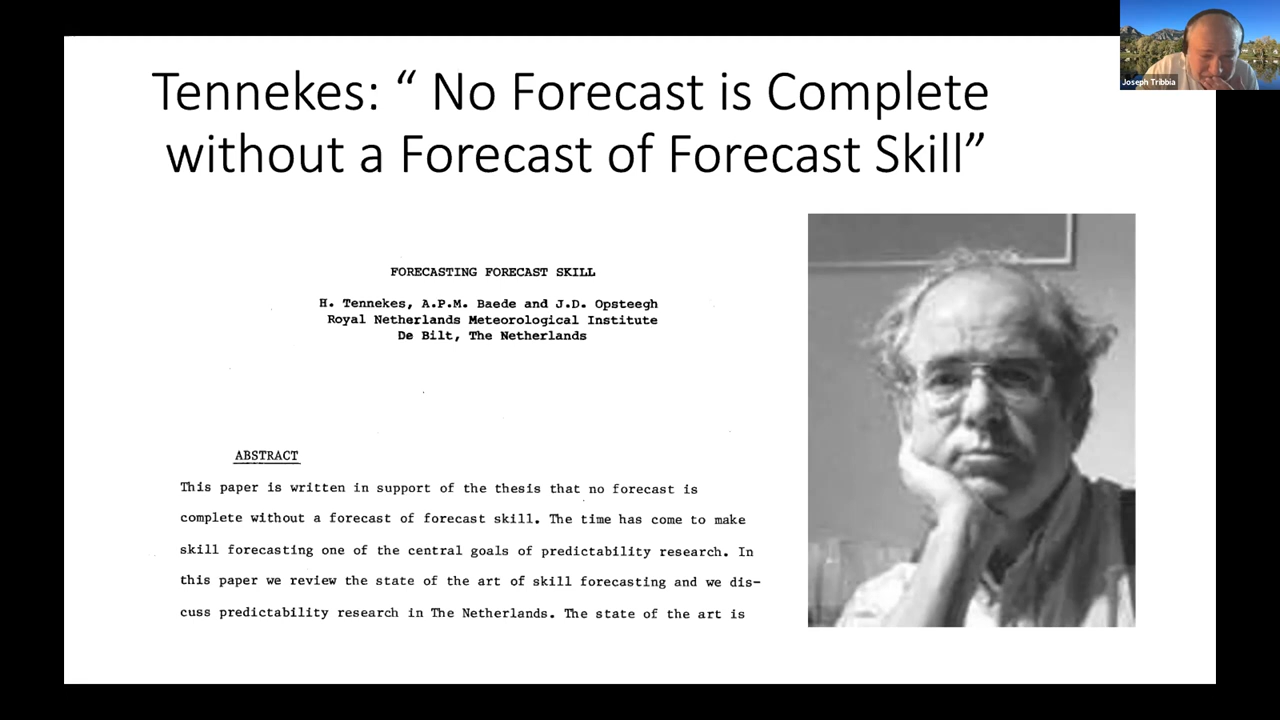 Tennekes: “ No Forecast is Complete
without a Forecast of Forecast Skill”
Joseph Tribbia
FORECASTING FORECAST SKILL
H. Tennekes, A.P.M. Baede and J.D. Opsteegh
Royal Netherlands Meteorological Institute
De Bilt, The Netherlands
ABSTRACT
This paper is written in support of the thesis that no forecast is
complete without a forecast of forecast skill. The time has come to make
skill forecasting one of the central goals of predictability research. In
this paper we review the state of the art of skill forecasting and we dis-
cuss predictability research in The Netherlands. The state of the art is